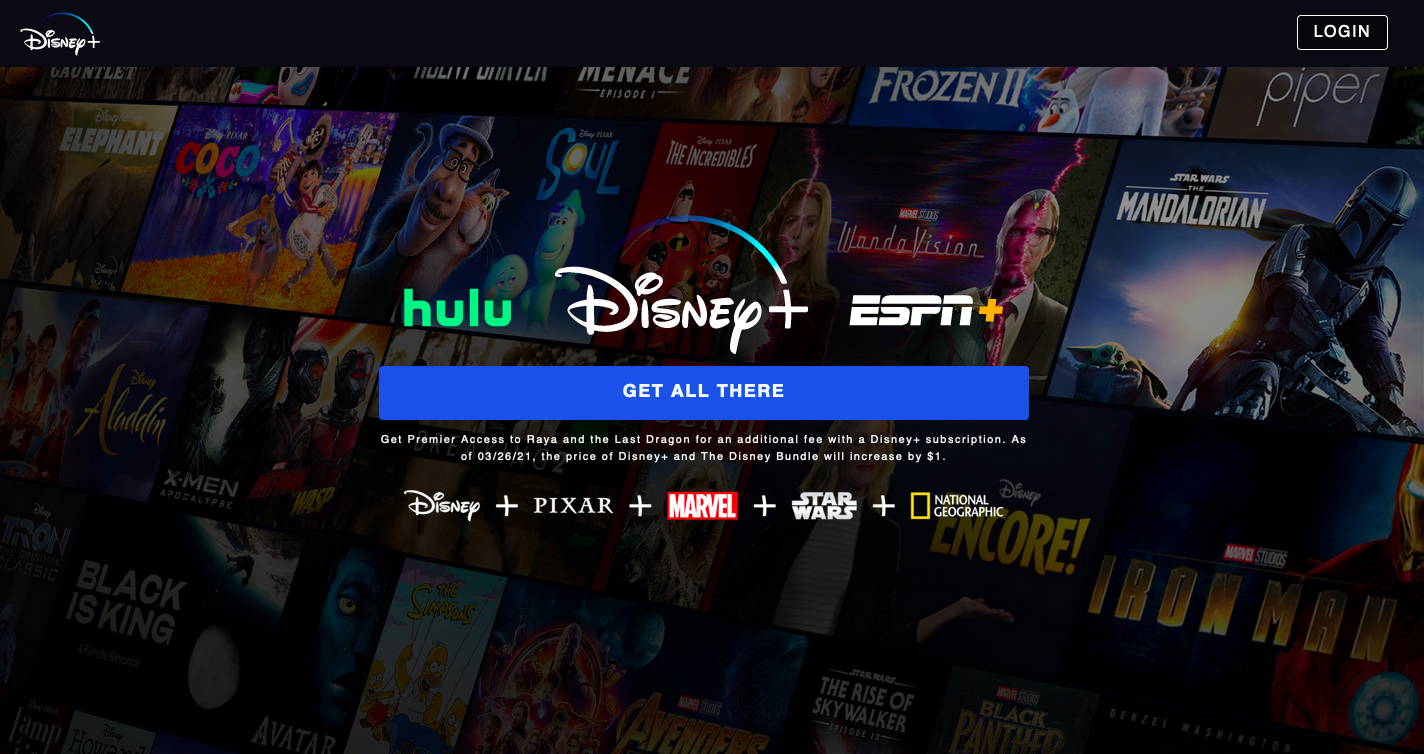 Disney+
LOGIN
GAUNTLET
MENACE
EPISODE I
FROZEN II
piper
Disneynature
ELEPHANT
Disney+
Disney PIXAR
COCO
Disney PIXAR
SOUL
Disney PIXAR
THE INCREDIBLES
MARVEL STUDIOS
WandaVision
STAR WARS
THE
MANDALORIAN
hulu
Disney+
ESPN+
GET ALL THERE
Get Premier Access to Raya and the Last Dragon for an additional fee with a Disney+ subscription. As
of 03/26/21, the price of Disney+ and The Disney Bundle will increase by $1.
Disney + PIXAR + MARVEL + STAR WARS + NATIONAL GEOGRAPHIC
Disney
Aladdin
BREAKING2
X-MEN
APOCALYPSE
ANT-MAN
WASP
Disney
ENCORE!
TRON
THE ORIGINAL
CLASSIC
BLACK
IS KING
A Film by Beyoncé
THE
SIMPSONS
MARVEL STUDIOS
IRON MAN
AVATAR
MARVEL STUDIOS
AVENGERS
STAR WARS
THE RISE OF
SKYWALKER
EPISODE IX
MARVEL STUDIOS
BLACK
PANTHER
DENZEL WASHINGTON
Disney PIXAR
Lamp
Disney
Howard